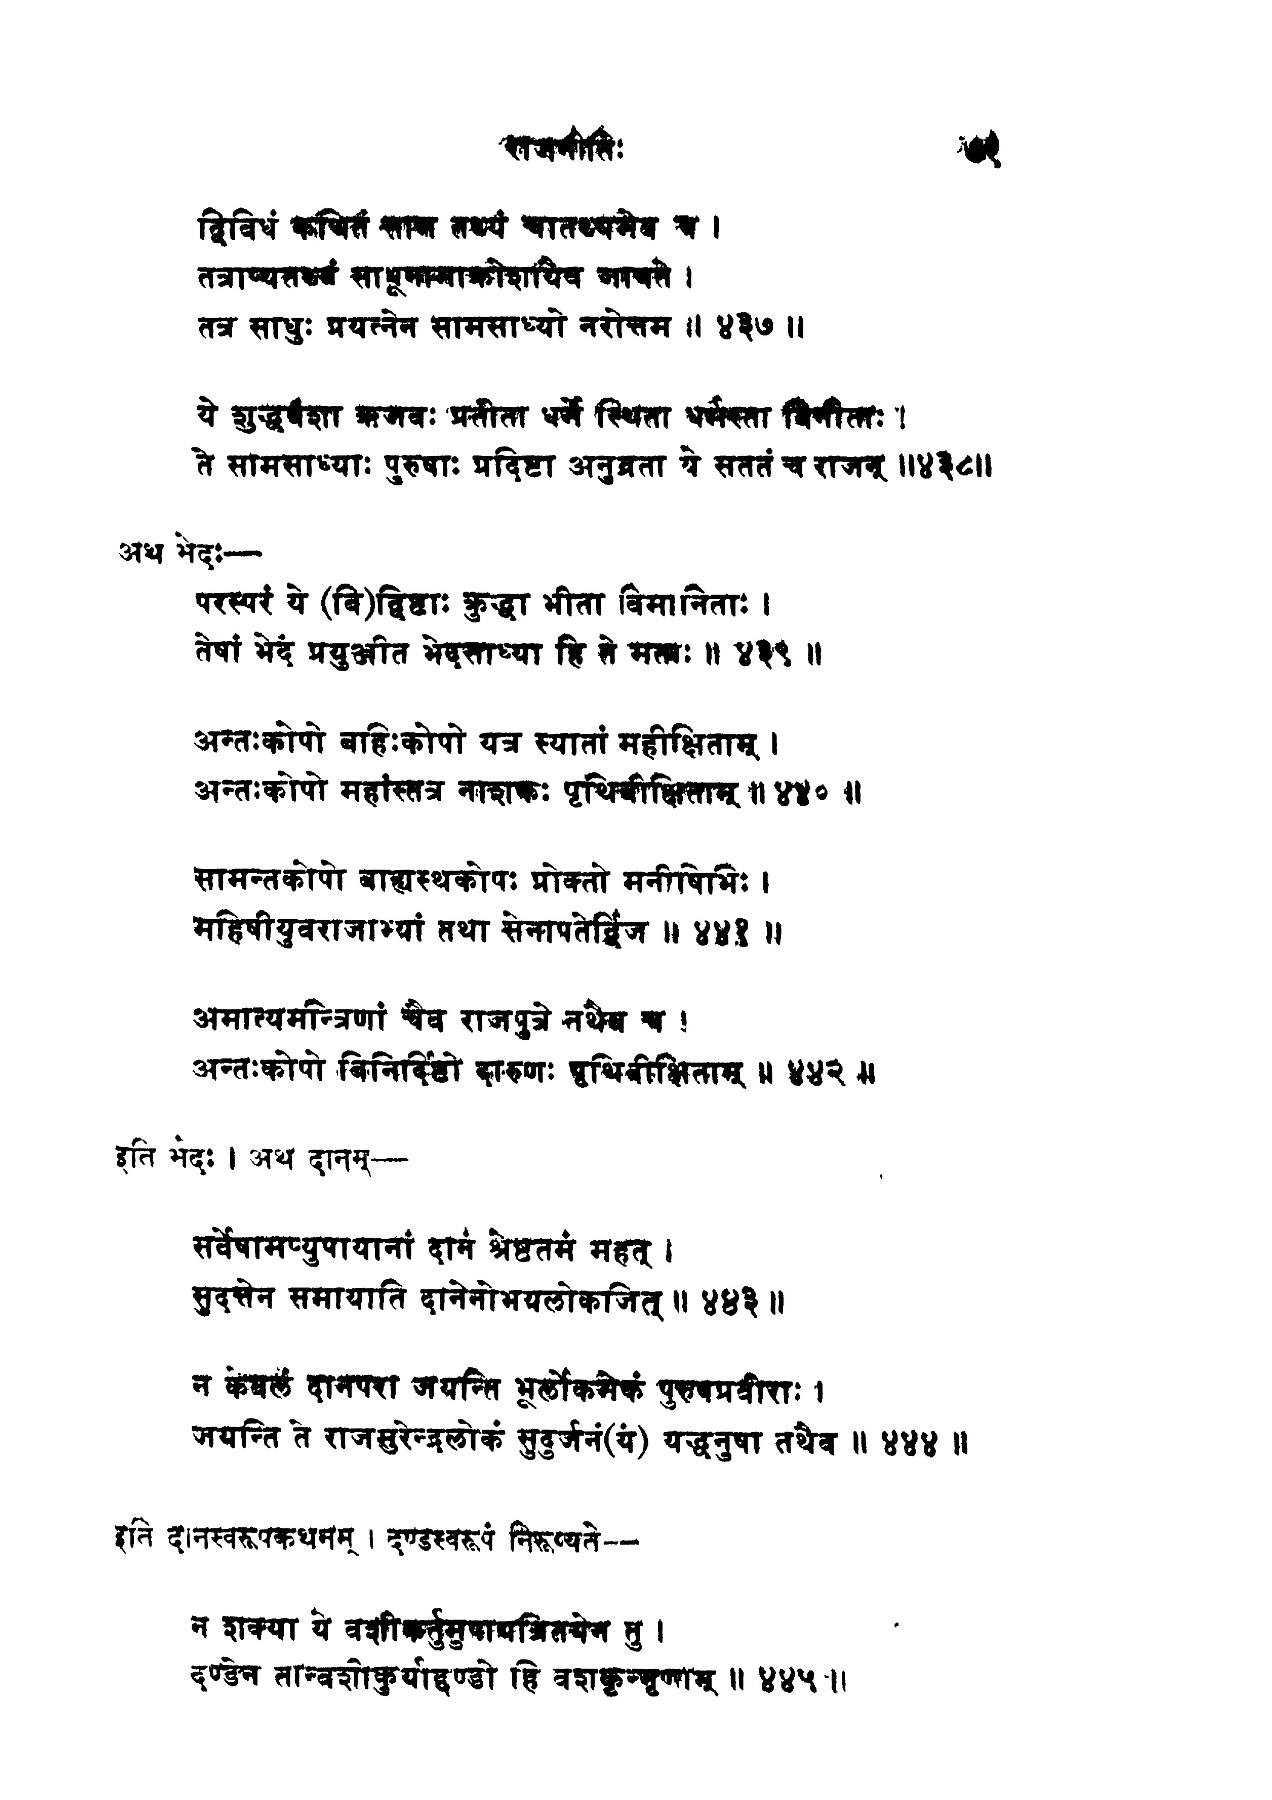 राजनीतिः ७१
द्विविधं कथितं साम तथ्यं चातथ्यमेव च ।
तत्राप्यतथ्यं साधूनामाक्रोशायैव जायते ।
तत्र साधुः प्रयत्नेन सामसाध्यो नरोत्तम ॥ ४३७ ॥
ये शुद्धवंशा ऋजवः प्रतीता धर्मे स्थिता धर्मस्ता विनीताः ।
ते सामसाध्याः पुरुषाः प्रदिष्टा अनुव्रता ये सततं च राजन् ॥४३८॥
अथ भेदः—
परस्परं ये (वि)द्विष्टाः क्रुद्धा भीता विमानिताः ।
तेषां भेदं प्रयुञ्जीत भेदसाध्या हि ते मताः ॥ ४३९ ॥
अन्तःकोपो बाहिःकोपो यत्र स्यातां महीक्षिताम् ।
अन्तःकोपो महांस्तत्र नाशकः पृथिवीक्षिताम् ॥ ४४० ॥
सामन्तकोपो बाह्यस्थकोपः प्रोक्तो मनीषिभिः ।
महिषीयुवराजाभ्यां तथा सेनापतेर्द्विज ॥ ४४१ ॥
अमात्यमन्त्रिणां चैव राजपुत्रे तथैव च ।
अन्तःकोपो विनिर्दिष्टो दारुणः पृथिवीक्षिताम् ॥ ४४२ ॥
इति भेदः । अथ दानम्—
सर्वेषामप्युपायानां दानं श्रेष्ठतमं महत् ।
सुदत्तेन समायाति दानेनोभयलोकजित् ॥ ४४३ ॥
न केवलं दानपरा जयन्ति भूर्लोकमेकं पुरुषप्रवीराः ।
जयन्ति ते राजसुरेन्द्रलोकं सुदुर्जनं(यं) यद्धनुषा तथैव ॥ ४४४ ॥
इति दानस्वरूपकथनम् । दण्डस्वरूपं निरूप्यते—
न शक्या ये वशीकर्तुमुपायत्रितयेन तु ।
दण्डेन तान्वशीकुर्याद्दण्डो हि वशकृन्नृणाम् ॥ ४४५ ॥